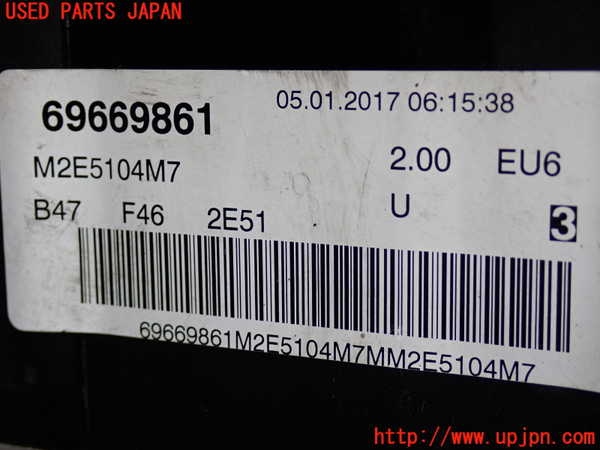 USED PARTS JAPAN
69669861 05.01.2017 06:15:38
M2E5104M7 2.00 EU6
B47 F46 2E51 U 3
69669861M2E5104M7MM2E5104M7
http://www.upjpn.com/